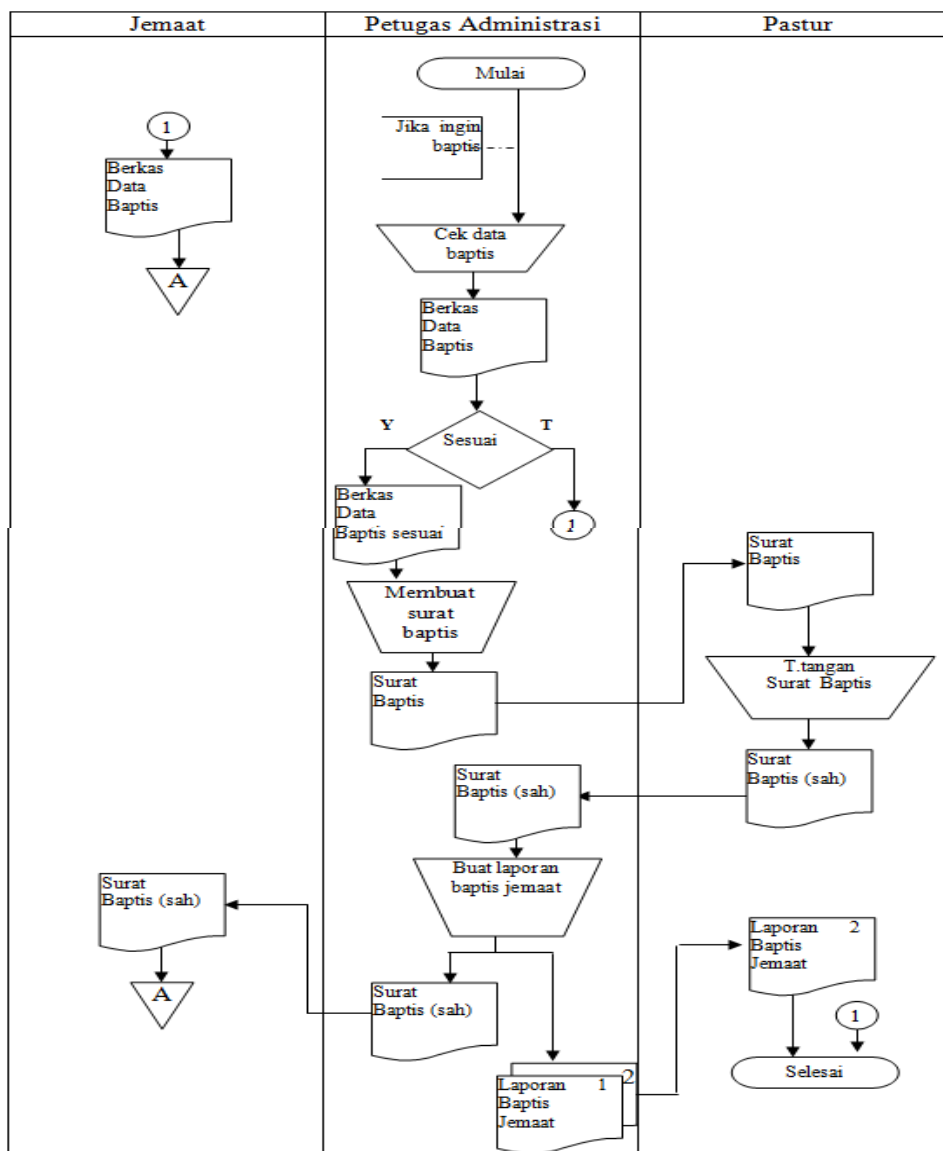 Jemaat
Petugas Administrasi
Pastur
Mulai
Jika ingin
baptis
1
Berkas
Data
Baptis
A
Cek data
baptis
Berkas
Data
Baptis
Y
T
Sesuai
Berkas
Data
Baptis sesuai
1
Membuat
surat
baptis
Surat
Baptis
Surat
Baptis
T.tangan
Surat Baptis
Surat
Baptis (sah)
Surat
Baptis (sah)
Buat laporan
baptis jemaat
Surat
Baptis (sah)
A
Surat
Baptis (sah)
2
Laporan 1
Baptis
Jemaat
Laporan 2
Baptis
Jemaat
1
Selesai